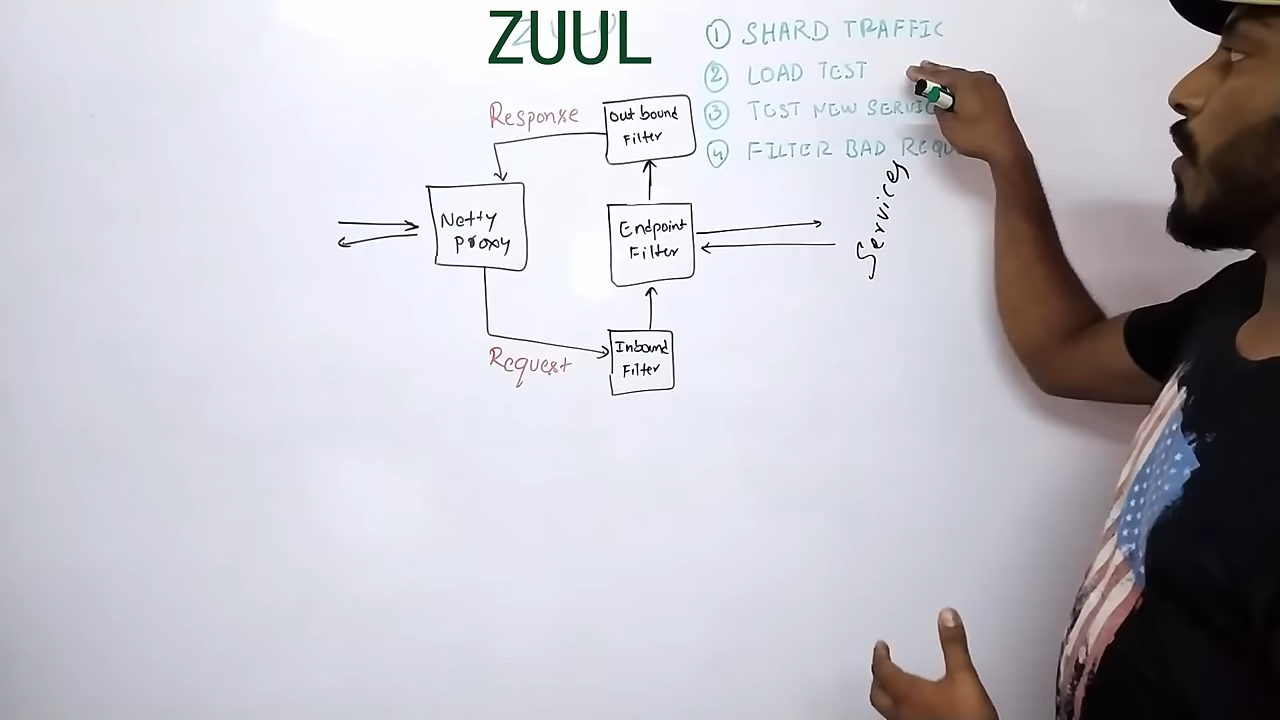 ZUUL
① SHARD TRAFFIC
② LOAD TEST
③ TEST NEW
④ FILTER BAD
Response
Out bound
Filter
Netty
Proxy
Endpoint
Filter
Services
Inbound
Filter
Request